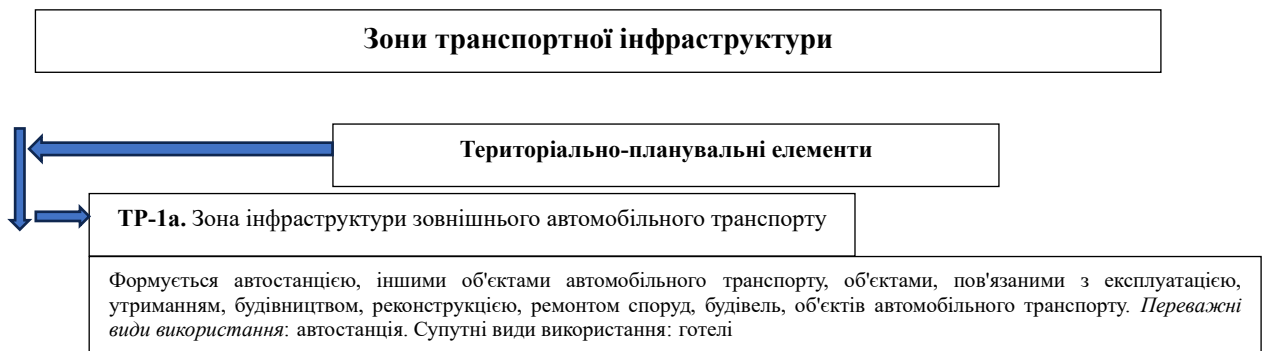 Зони транспортної інфраструктури
Територіально-планувальні елементи
ТР-1а. Зона інфраструктури зовнішнього автомобільного транспорту
Формується автостанцією, іншими об'єктами автомобільного транспорту, об'єктами, пов'язаними з експлуатацією,
утриманням, будівництвом, реконструкцією, ремонтом споруд, будівель, об'єктів автомобільного транспорту. Переважні
види використання: автостанція. Супутні види використання: готелі